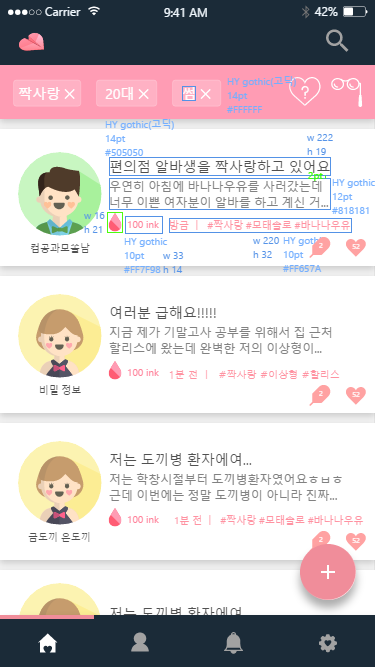 Carrier
9:41 AM
42%
짝사랑 ×
20대 ×
썸 ×
HY gothic(고딕)
14pt
#FFFFFF
?
HY gothic(고딕)
14pt
#505050
w 222
h 19
편의점 알바생을 짝사랑하고 있어요
우연히 아침에 바나나우유를 사러갔는데
너무 이쁜 여자분이 알바를 하고 계신 거...
HY gothic
12pt
#818181
w 16
h 21
100 ink
방금 | #짝사랑 #모태솔로 #바나나우유
컴공과모쏠남
HY gothic
10pt
#FF7F98
w 33
h 14
w 220
h 32
HY gothic
10pt
#FF657A
2
52
여러분 급해요!!!!!
지금 제가 기말고사 공부를 위해서 집 근처
할리스에 왔는데 완벽한 저의 이상형이...
100 ink
1분 전 | #짝사랑 #이상형 #할리스
비밀 정보
2
52
저는 도끼병 환자에여...
저는 학창시절부터 도끼병환자였어요ㅎㅂㅎ
근데 이번에는 정말 도끼병이 아니라 진짜...
100 ink
1분 전 | #짝사랑 #모태솔로 #바나나우유
금도끼 은도끼
2
52
+
저는 도끼병 환자에여...